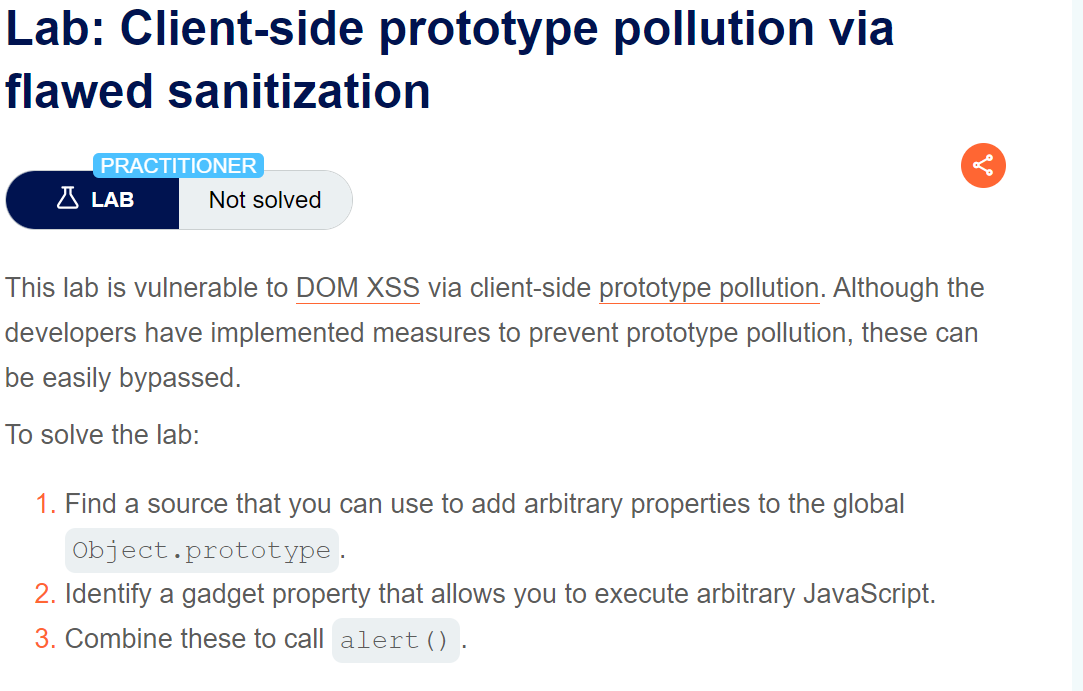 Lab: Client-side prototype pollution via
flawed sanitization
PRACTITIONER
LAB
Not solved
This lab is vulnerable to DOM XSS via client-side prototype pollution. Although the
developers have implemented measures to prevent prototype pollution, these can
be easily bypassed.
To solve the lab:
1. Find a source that you can use to add arbitrary properties to the global
Object.prototype.
2. Identify a gadget property that allows you to execute arbitrary JavaScript.
3. Combine these to call alert().